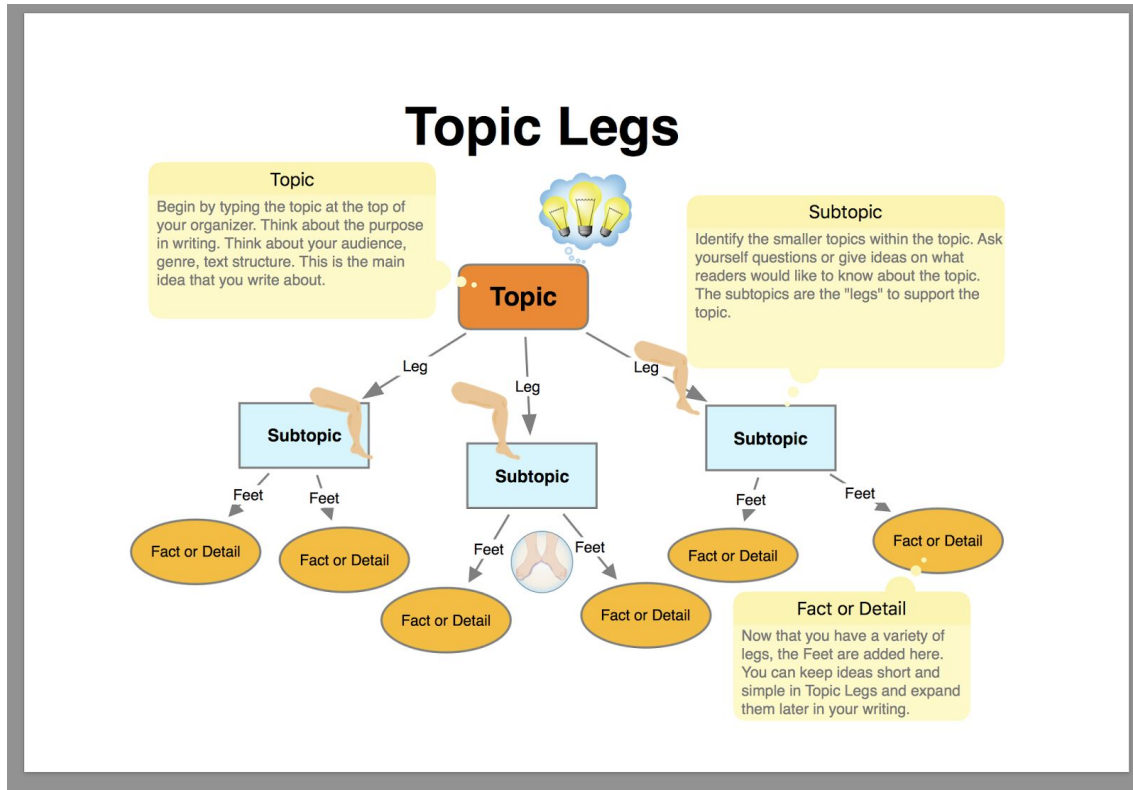 Topic Legs
Topic
Begin by typing the topic at the top of
your organizer. Think about the purpose
in writing. Think about your audience,
genre, text structure. This is the main
idea that you write about.
Subtopic
Identify the smaller topics within the topic. Ask
yourself questions or give ideas on what
readers would like to know about the topic.
The subtopics are the "legs" to support the
topic.
Topic
Leg
Leg
Leg
Subtopic
Subtopic
Subtopic
Feet
Feet
Feet
Feet
Feet
Feet
Fact or Detail
Fact or Detail
Fact or Detail
Fact or Detail
Fact or Detail
Fact or Detail
Fact or Detail
Now that you have a variety of
legs, the Feet are added here.
You can keep ideas short and
simple in Topic Legs and expand
them later in your writing.